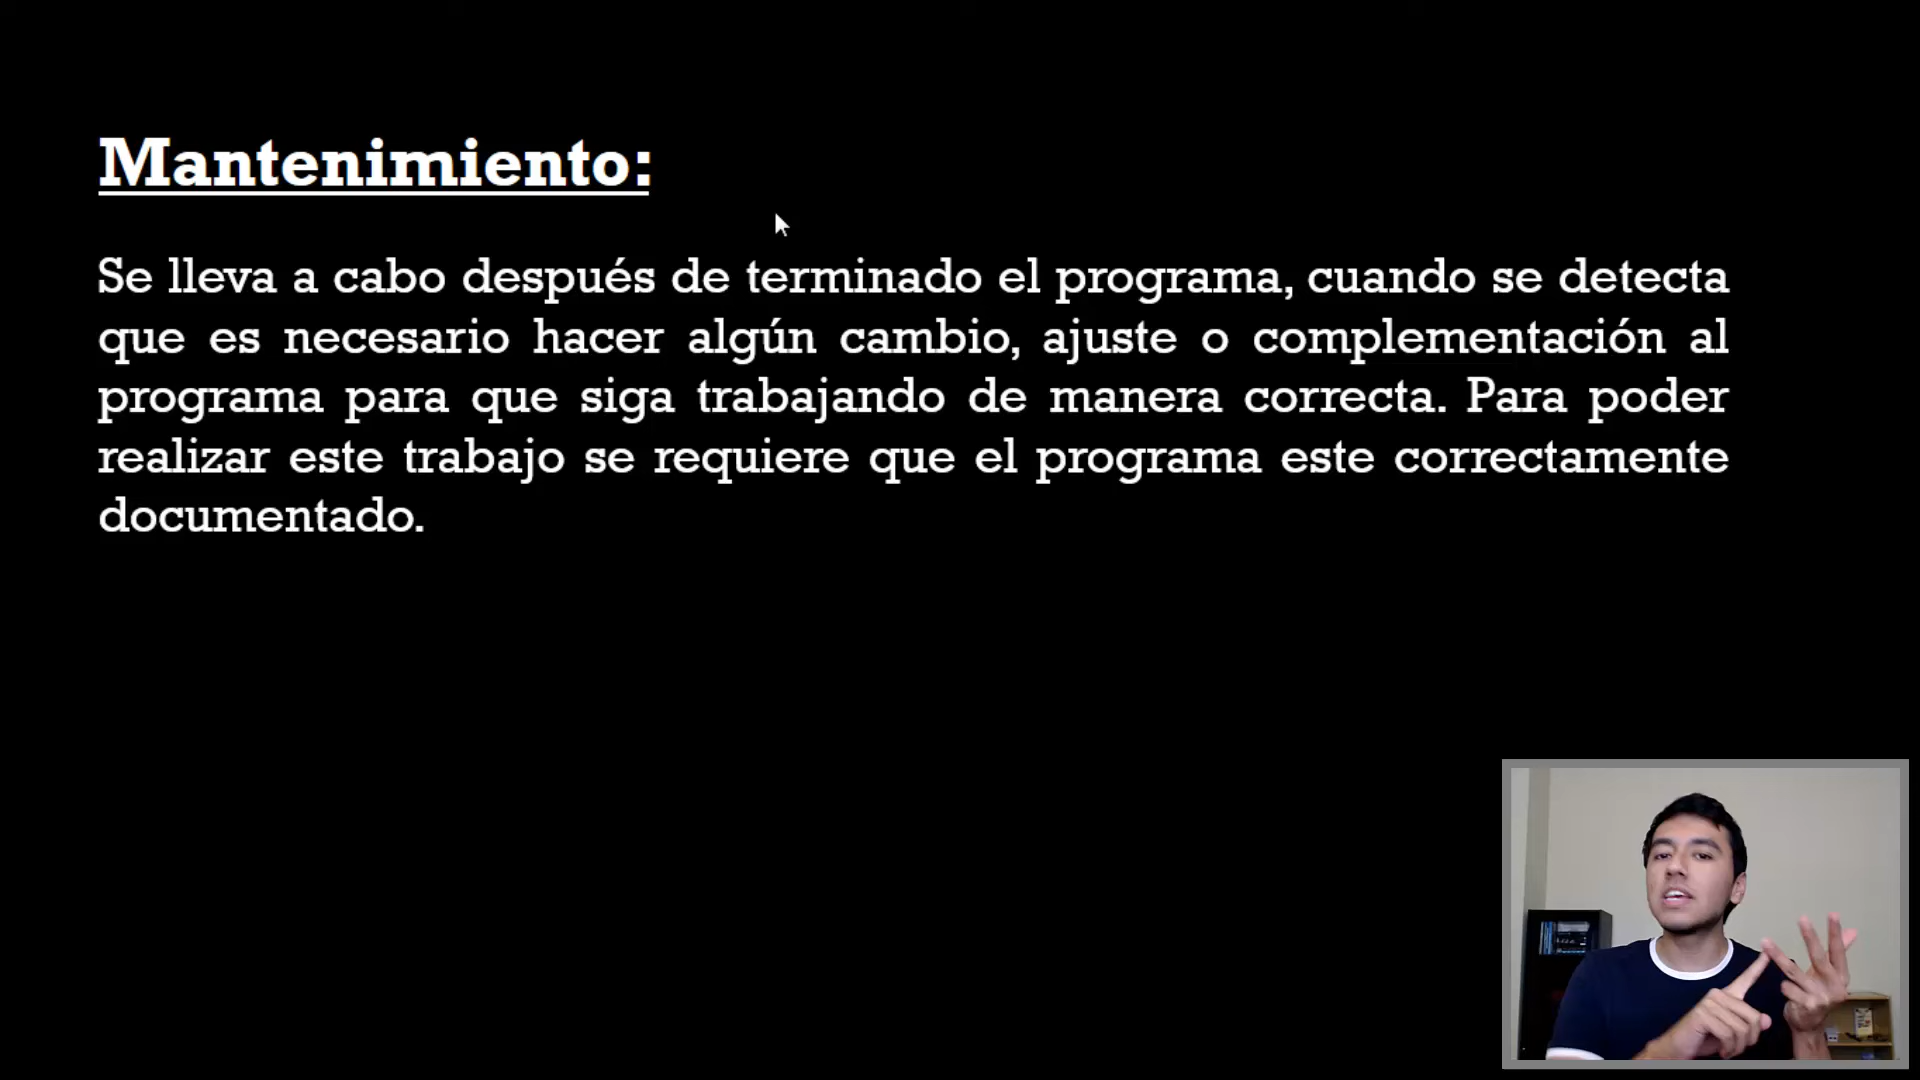 Mantenimiento:
Se lleva a cabo después de terminado el programa, cuando se detecta
que es necesario hacer algún cambio, ajuste o complementación al
programa para que siga trabajando de manera correcta. Para poder
realizar este trabajo se requiere que el programa este correctamente
documentado.